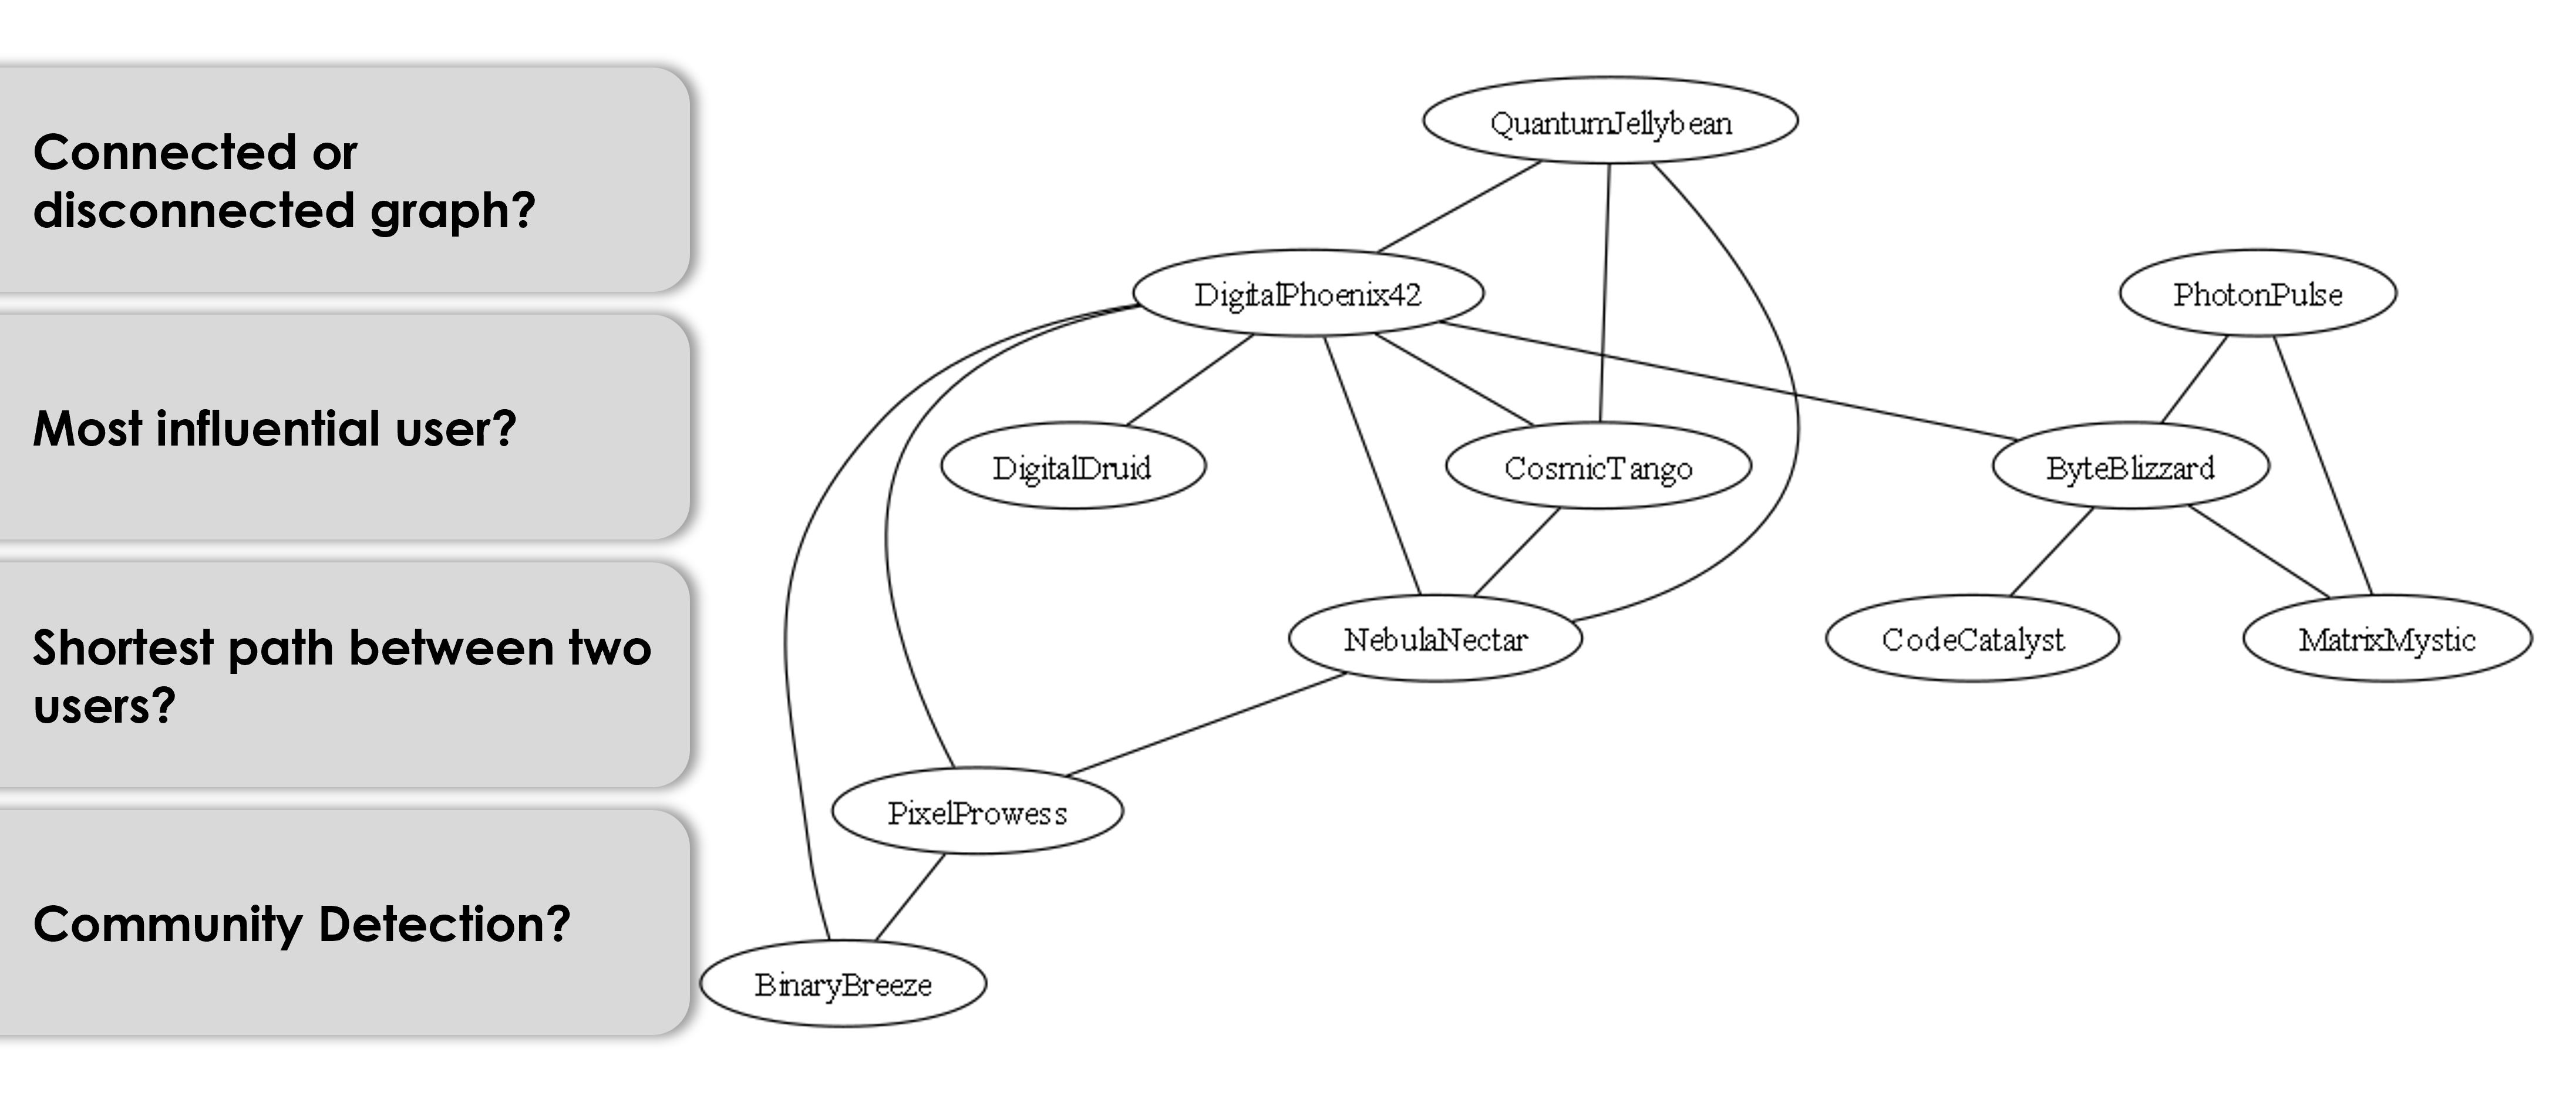 Connected or
disconnected graph?
Most influential user?
Shortest path between two
users?
Community Detection?
QuantumJellybean
DigitalPhoenix42
PhotonPulse
DigitalDruid
CosmicTango
ByteBlizzard
NebulaNectar
CodeCatalyst
MatrixMystic
PixelProwess
BinaryBreeze